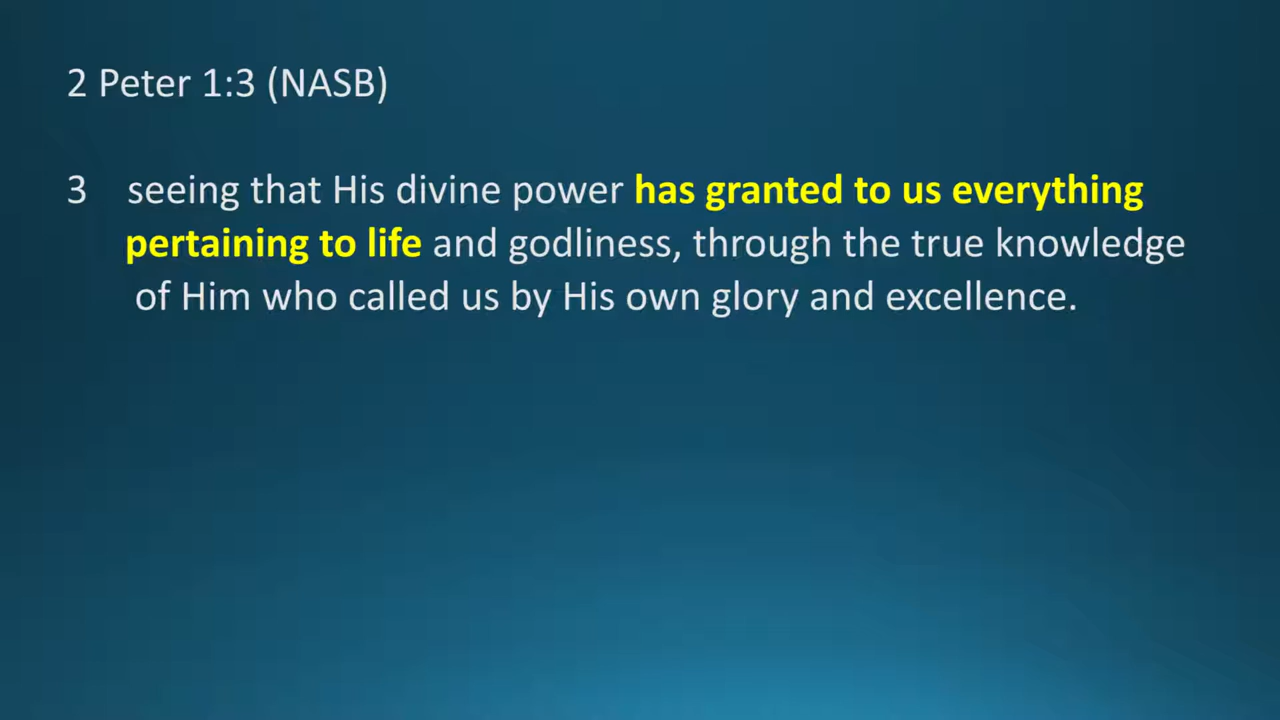 2 Peter 1:3 (NASB)
3 seeing that His divine power has granted to us everything
pertaining to life and godliness, through the true knowledge
of Him who called us by His own glory and excellence.